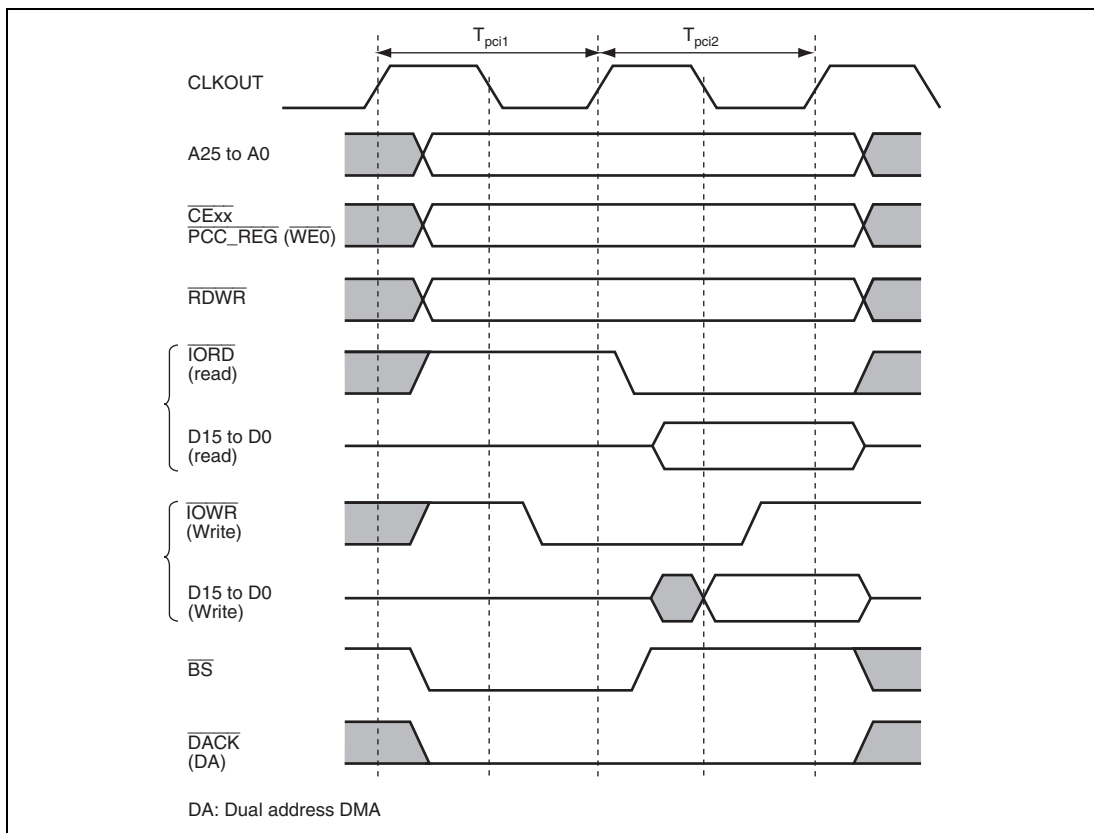 Tpci1 Tpci2
CLKOUT
A25 to A0
CExx
PCC_REG (WE0)
RDWR
IORD
(read)
D15 to D0
(read)
IOWR
(Write)
D15 to D0
(Write)
BS
DACK
(DA)
DA: Dual address DMA